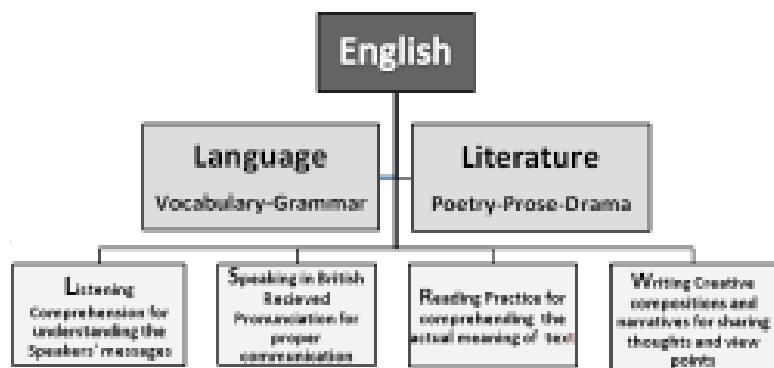 English
Language
Vocabulary-Grammar
Literature
Poetry-Prose-Drama
Listening
Comprehension for
understanding the
Speakers' messages
Speaking in British
Recieved
Pronunciation for
proper
communication
Reading Practice for
comprehending the
actual meaning of text
Writing Creative
compositions and
narratives for sharing
thoughts and view
points